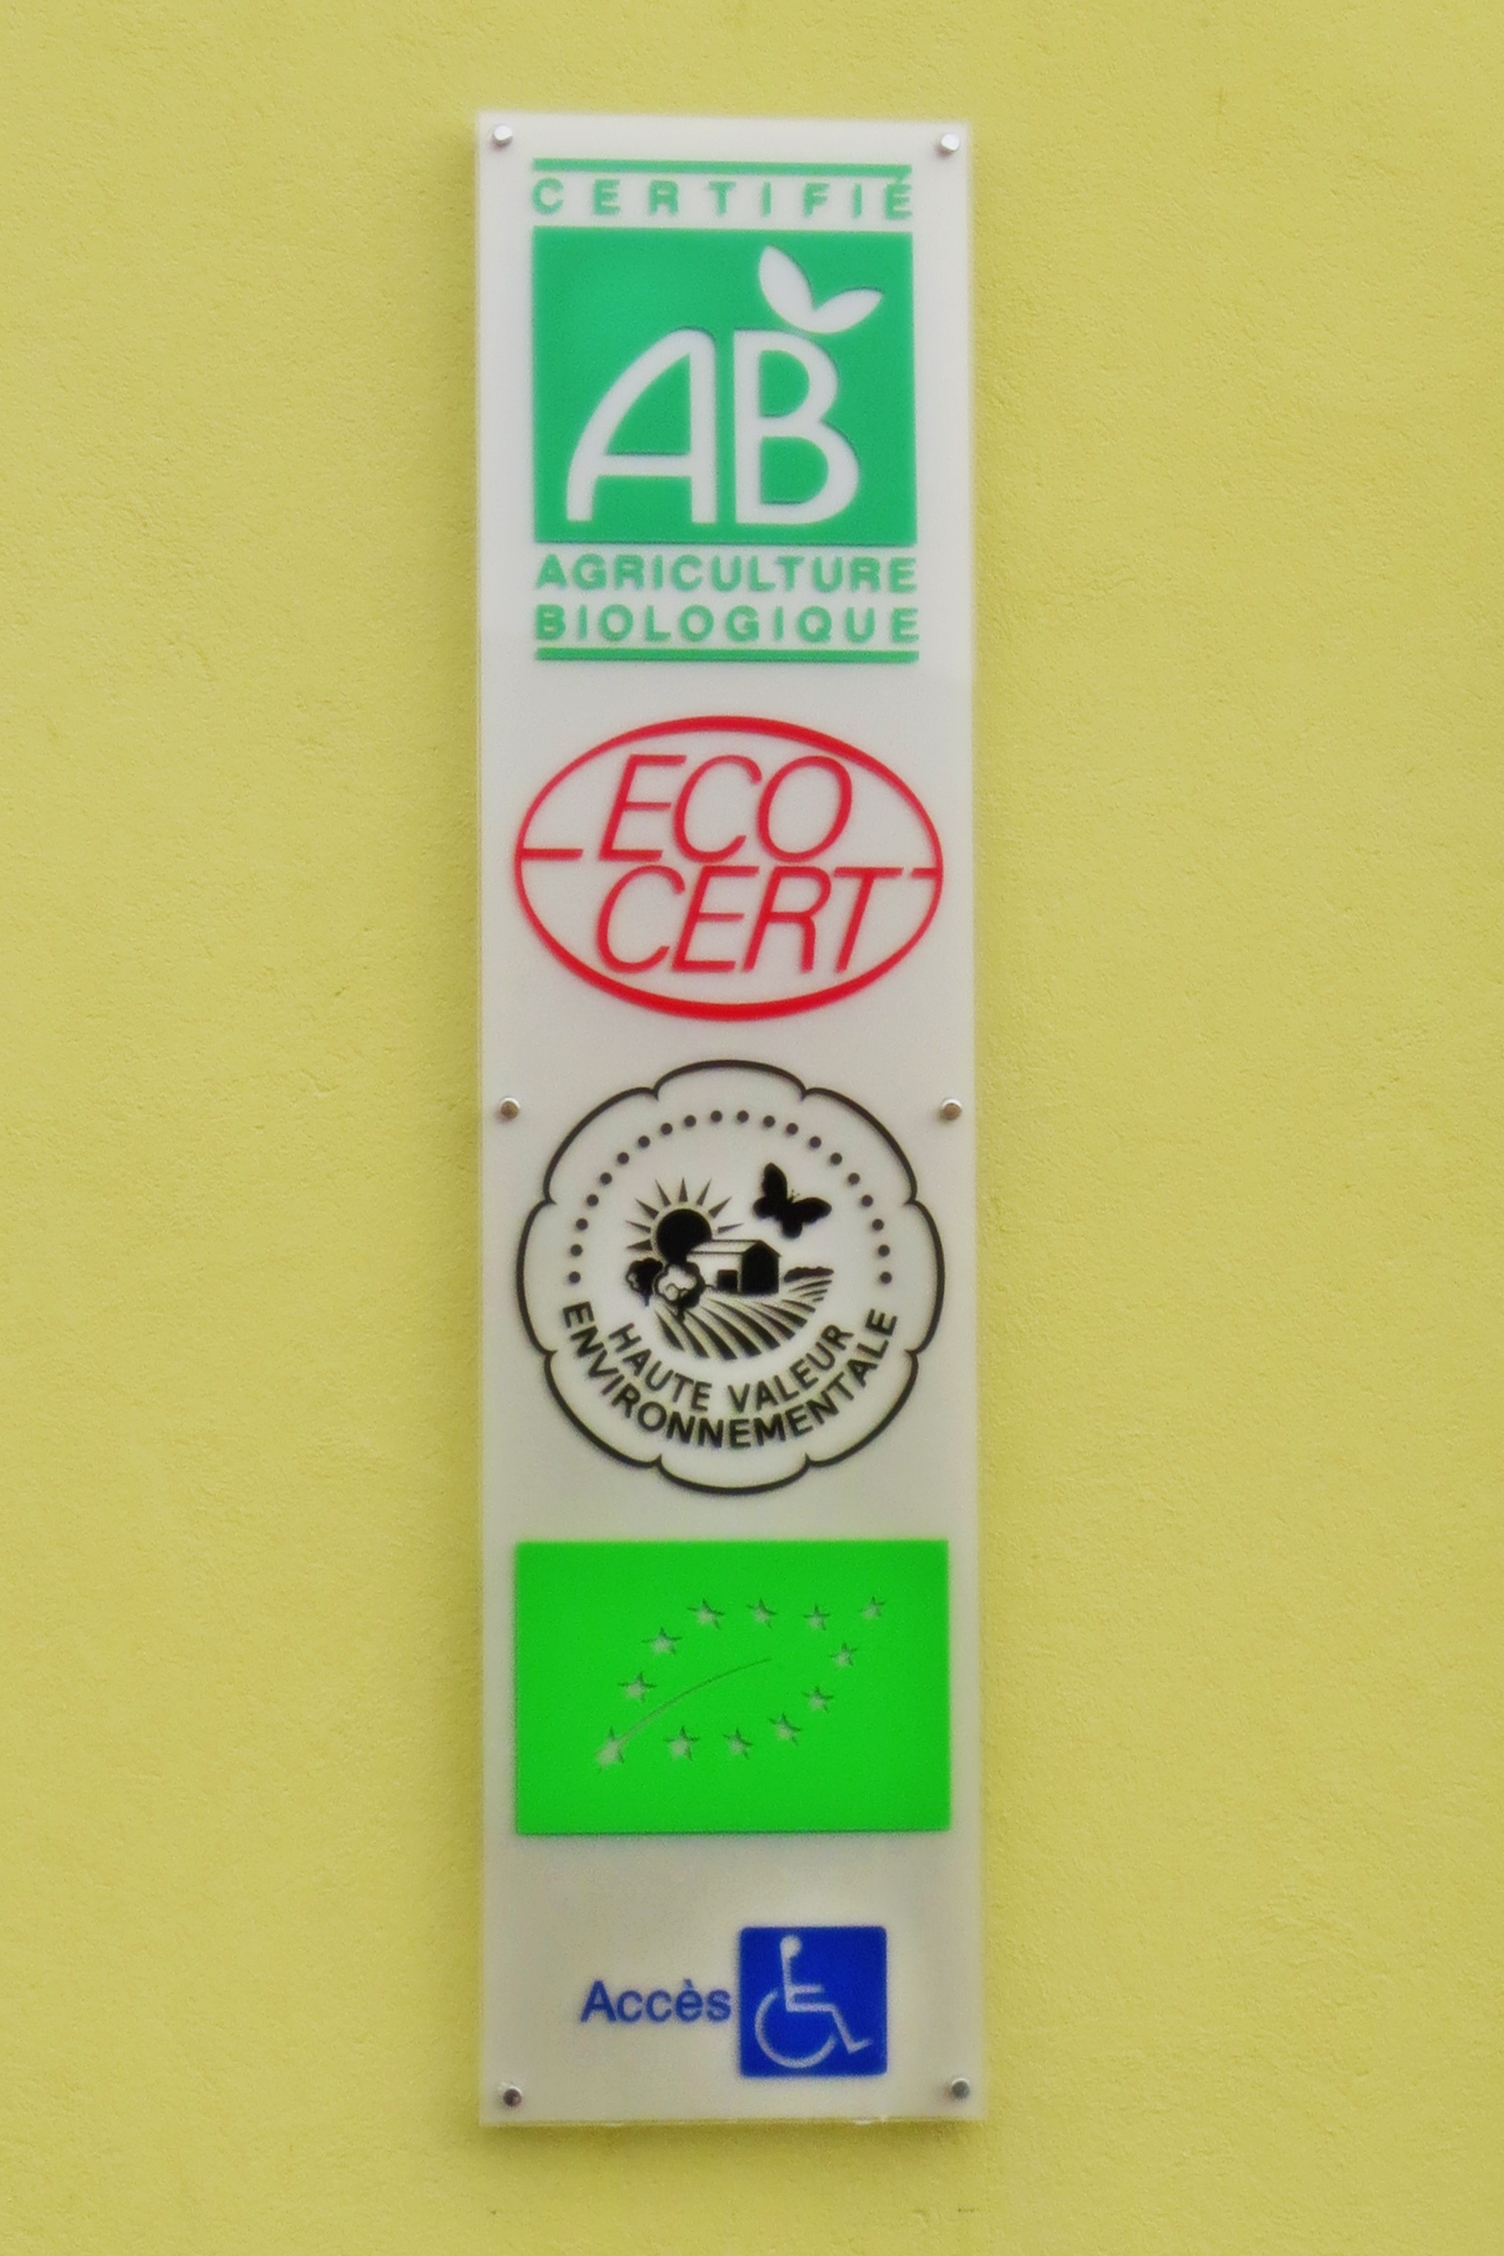 CERTIFIÉ
AB
AGRICULTURE
BIOLOGIQUE
ECO
CERT
HAUTE VALEUR
ENVIRONNEMENTALE
Accès